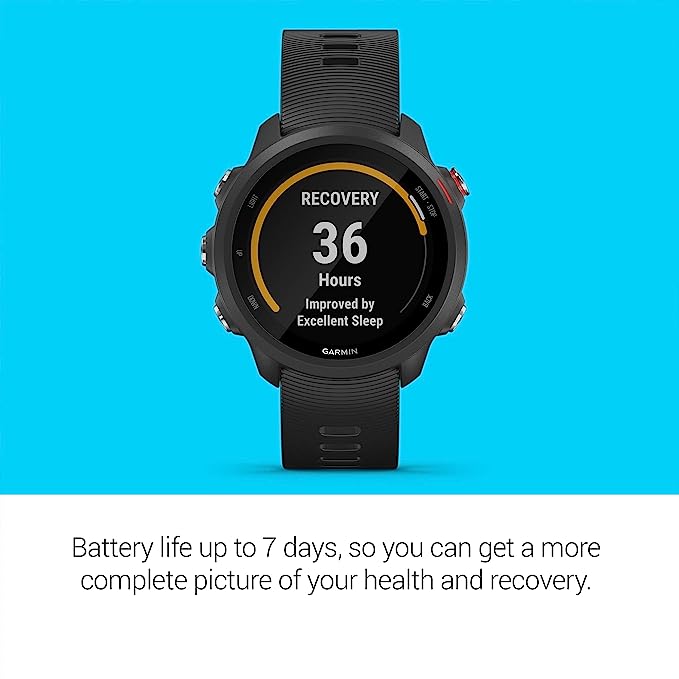 LIGHT
UP
DOWN
START · STOP
BACK
RECOVERY
36
Hours
Improved by
Excellent Sleep
GARMIN
Battery life up to 7 days, so you can get a more
complete picture of your health and recovery.